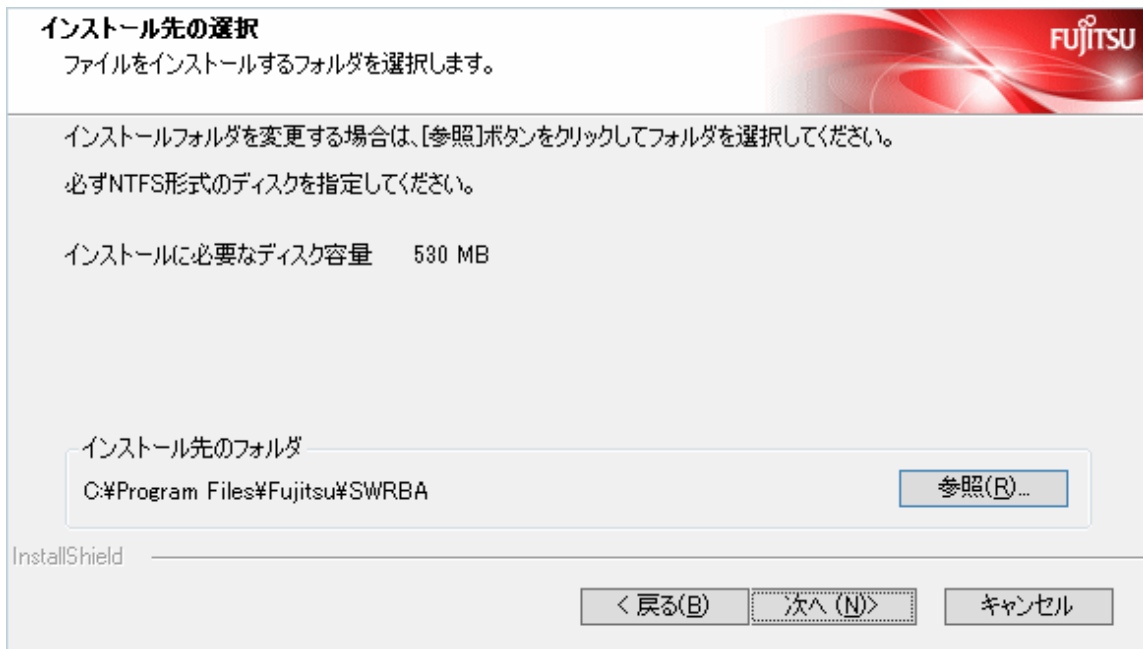 インストール先の選択
ファイルをインストールするフォルダを選択します。
FUJITSU
インストールフォルダを変更する場合は、[参照]ボタンをクリックしてフォルダを選択してください。
必ずNTFS形式のディスクを指定してください。
インストールに必要なディスク容量 530 MB
インストール先のフォルダ
C:¥Program Files¥Fujitsu¥SWRBA 参照(R)...
InstallShield
< 戻る(B) 次へ (N)> キャンセル